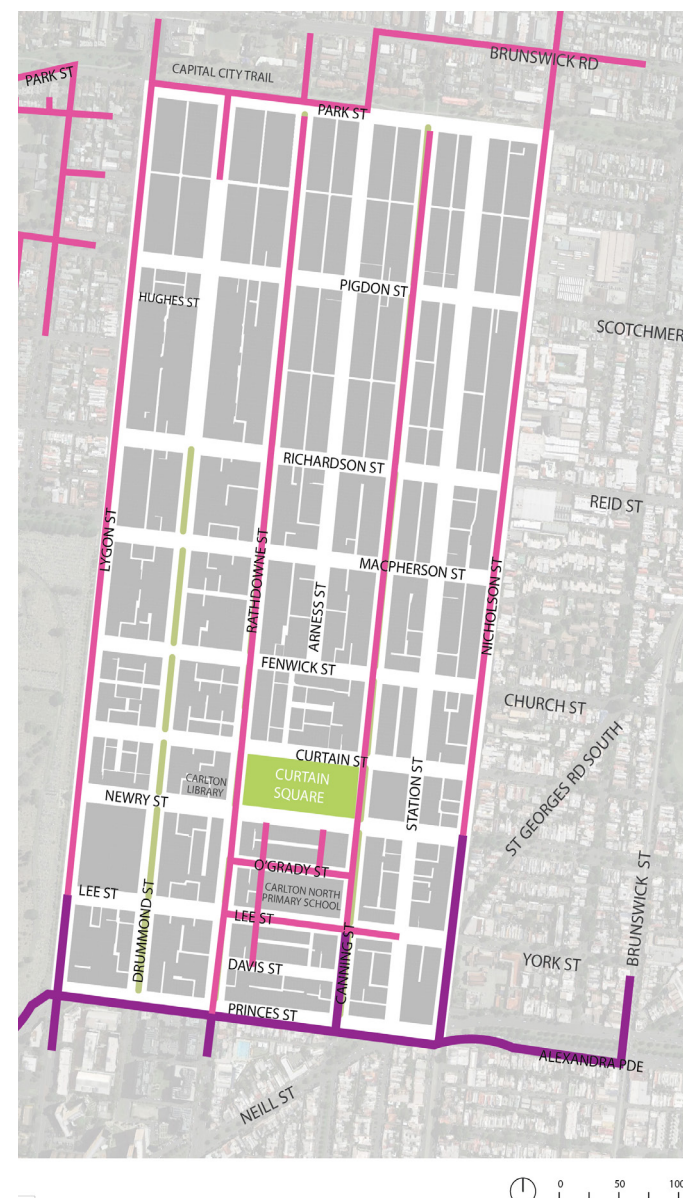 BRUNSWICK RD
CAPITAL CITY TRAIL
PARK ST
PARK ST
PIGDON ST
HUGHES ST
SCOTCHMER
RICHARDSON ST
REID ST
LYGON ST
RATHDOWNE ST
MACPHERSON ST
NICHOLSON ST
ARNESS ST
FENWICK ST
CHURCH ST
ST GEORGES RD SOUTH
CURTAIN ST
CURTAIN
SQUARE
CARLTON
LIBRARY
STATION ST
NEWRY ST
O'GRADY ST
BRUNSWICK ST
LEE ST
CARLTON NORTH
PRIMARY SCHOOL
LEE ST
DRUMMOND ST
CANNING ST
DAVIS ST
YORK ST
PRINCES ST
ALEXANDRA PDE
NEILL ST
0 50 100